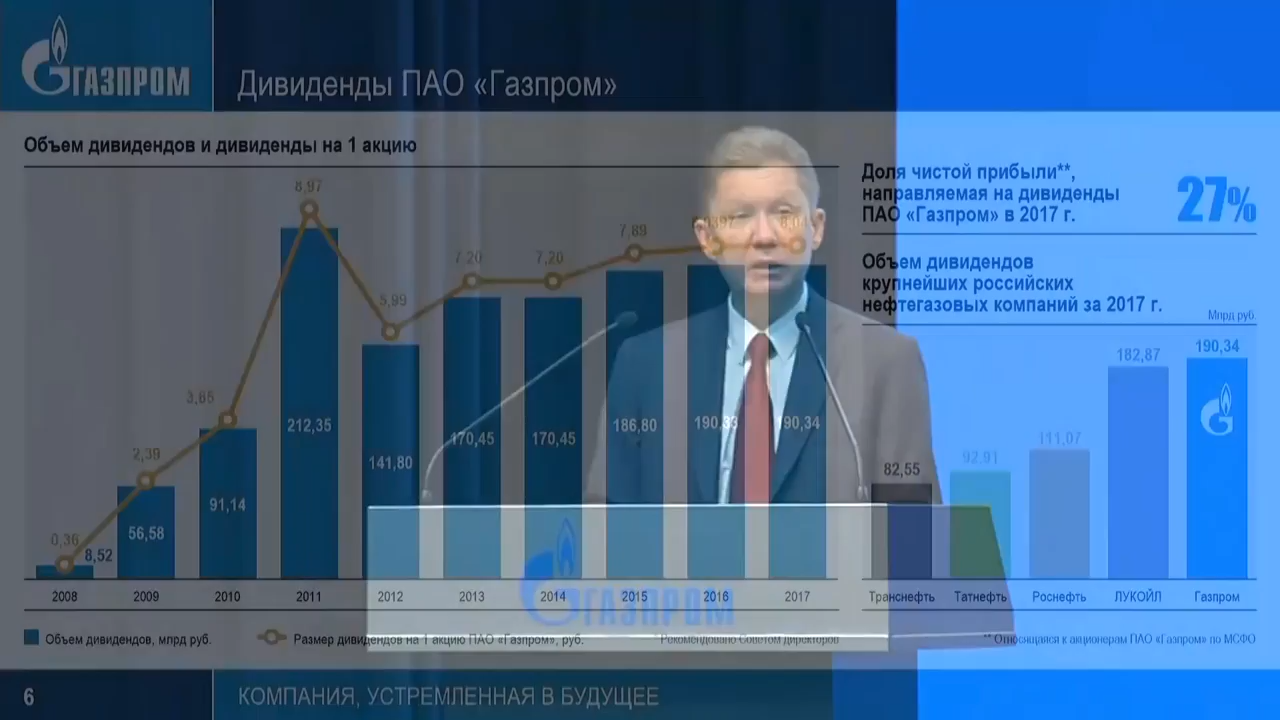 ГАЗПРОМ
Дивиденды ПАО «Газпром»
Объем дивидендов и дивиденды на 1 акцию
8,97
7,89
7,20
7,20
5,99
3,65
2,39
0,36
8,52
56,58
91,14
212,35
141,80
170,45
170,45
186,80
190,33
190,34
2008
2009
2010
2011
2012
2013
2014
2015
2016
2017
Объем дивидендов, млрд руб.
Размер дивидендов на 1 акцию ПАО «Газпром», руб.
*Рекомендовано Советом директоров
Доля чистой прибыли**,
направляемая на дивиденды
ПАО «Газпром» в 2017 г.
27%
Объем дивидендов
крупнейших российских
нефтегазовых компаний за 2017 г.
Млрд руб.
82,55
92,91
111,07
182,87
190,34
Транснефть
Татнефть
Роснефть
ЛУКОЙЛ
Газпром
** Относящаяся к акционерам ПАО «Газпром» по МСФО
ГАЗПРОМ
6
КОМПАНИЯ, УСТРЕМЛЕННАЯ В БУДУЩЕЕ